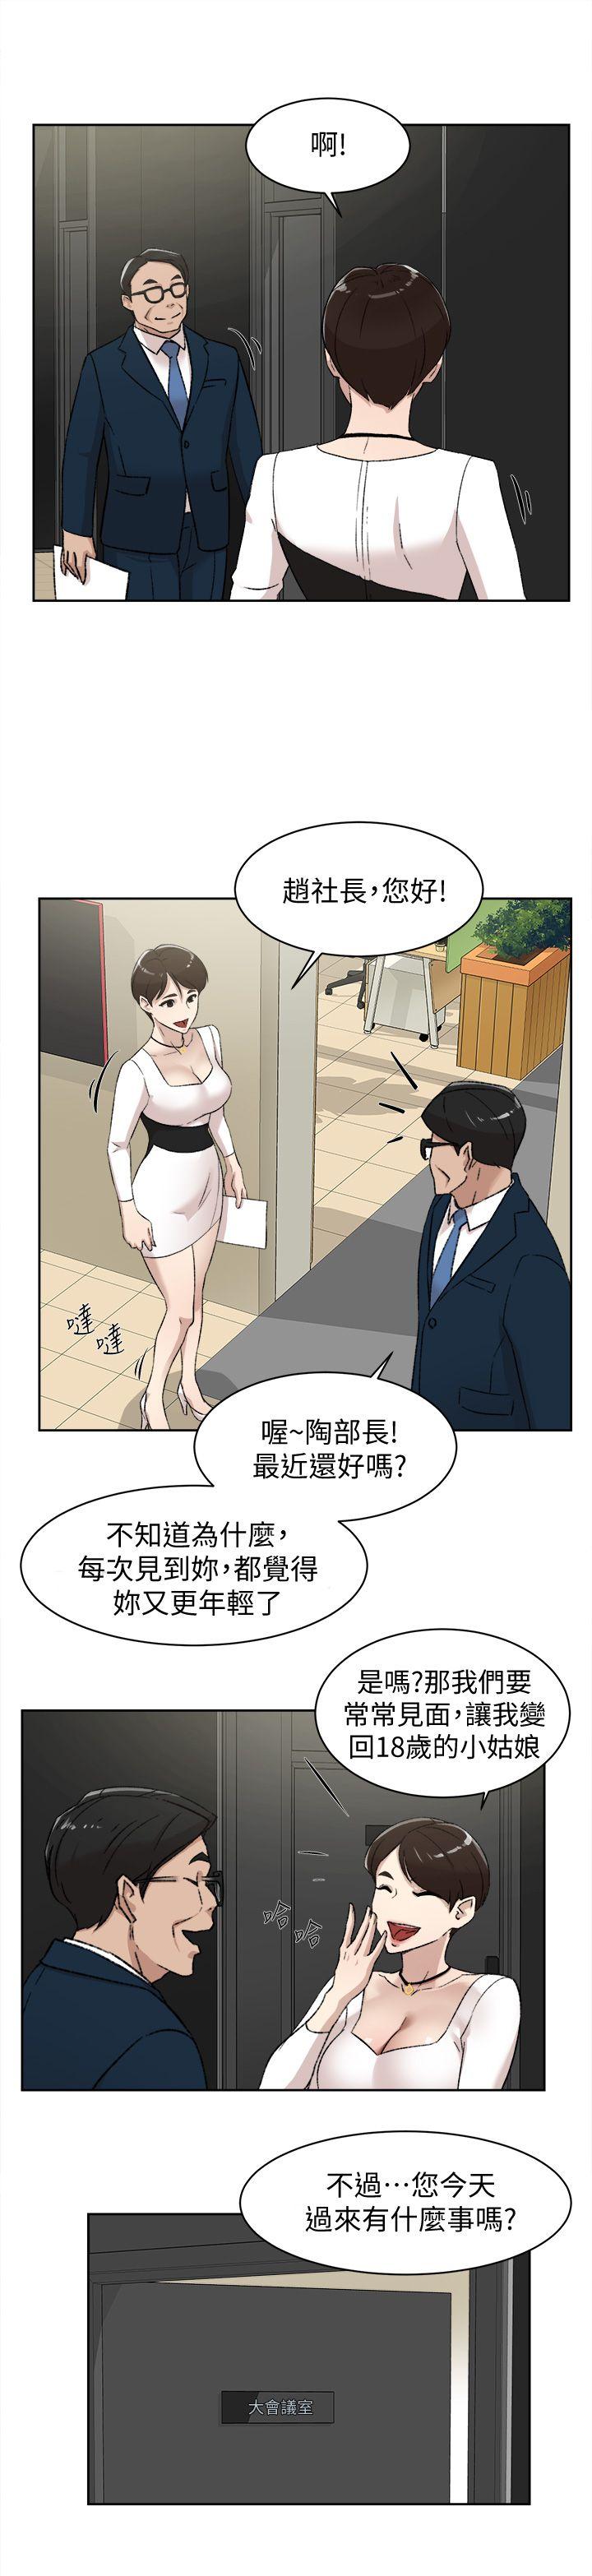 啊!
趙社長，您好!
噠
噠
喔~陶部長!
最近還好嗎?
不知道為什麼，
每次見到妳，都覺得
妳又更年輕了
是嗎?那我們要
常常見面，讓我變
回18歲的小姑娘
哈
哈
不過⋯您今天
過來有什麼事嗎?
大會議室